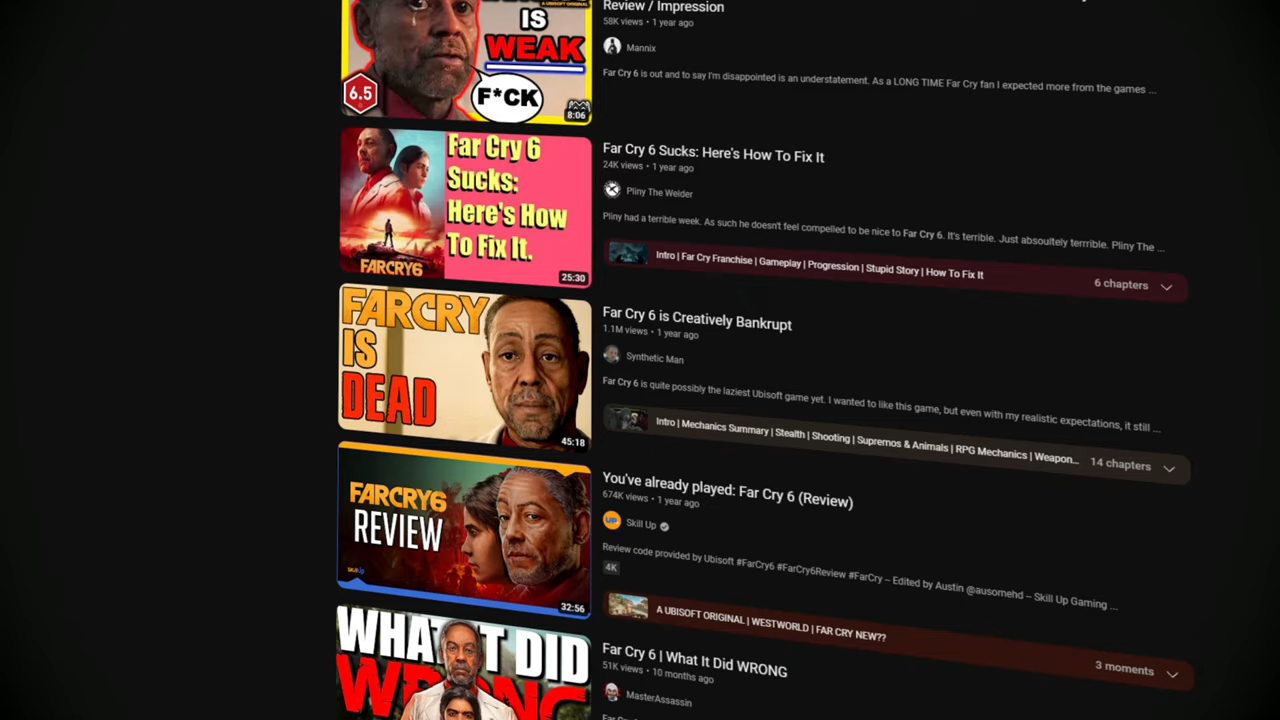 IS
WEAK
F*CK
6.5
8:06
Review / Impression
58K views • 1 year ago
Mannix
Far Cry 6 is out and to say I'm disappointed is an understatement. As a LONG TIME Far Cry fan I expected more from the games ...
Far Cry 6
Sucks:
Here's How
To Fix It.
FARCRY6
25:30
Far Cry 6 Sucks: Here's How To Fix It
24K views • 1 year ago
Pliny The Welder
Pliny had a terrible week. As such he doesn't feel compelled to be nice to Far Cry 6. It's terrible. Just absoultely terrrible. Pliny The ...
Intro | Far Cry Franchise | Gameplay | Progression | Stupid Story | How To Fix It
6 chapters
FARCRY
IS
DEAD
45:18
Far Cry 6 is Creatively Bankrupt
1.1M views • 1 year ago
Synthetic Man
Far Cry 6 is quite possibly the laziest Ubisoft game yet. I wanted to like this game, but even with my realistic expectations, it still ...
Intro | Mechanics Summary | Stealth | Shooting | Supremos & Animals | RPG Mechanics | Weapon...
14 chapters
FARCRY6
REVIEW
SkillUp
32:56
You've already played: Far Cry 6 (Review)
674K views • 1 year ago
UP
Skill Up
Review code provided by Ubisoft #FarCry6 #FarCry6Review #FarCry -- Edited by Austin @ausomehd -- Skill Up Gaming ...
4K
A UBISOFT ORIGINAL | WESTWORLD | FAR CRY NEW??
3 moments
WHAT IT DID
WRONG
Far Cry 6 | What It Did WRONG
51K views • 10 months ago
MasterAssassin